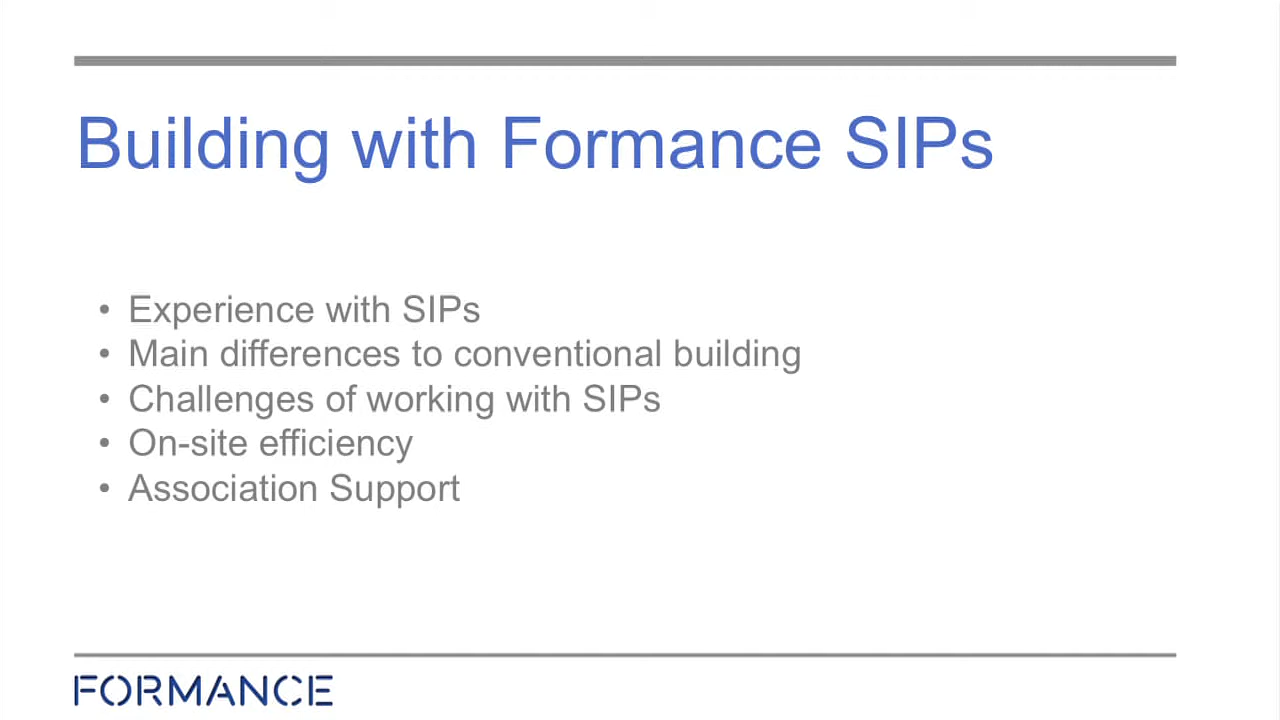 Building with Formance SIPs
• Experience with SIPs
• Main differences to conventional building
• Challenges of working with SIPs
• On-site efficiency
• Association Support
FORMANCE